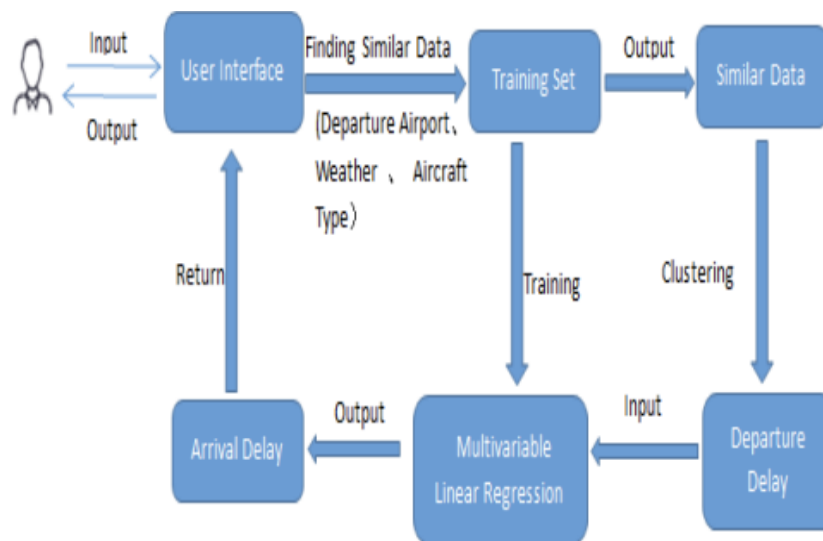 Input
Output
User Interface
Finding Similar Data
(Departure Airport、
Weather 、 Aircraft
Type）
Training Set
Output
Similar Data
Return
Training
Clustering
Arrival Delay
Output
Multivariable
Linear Regression
Input
Departure
Delay